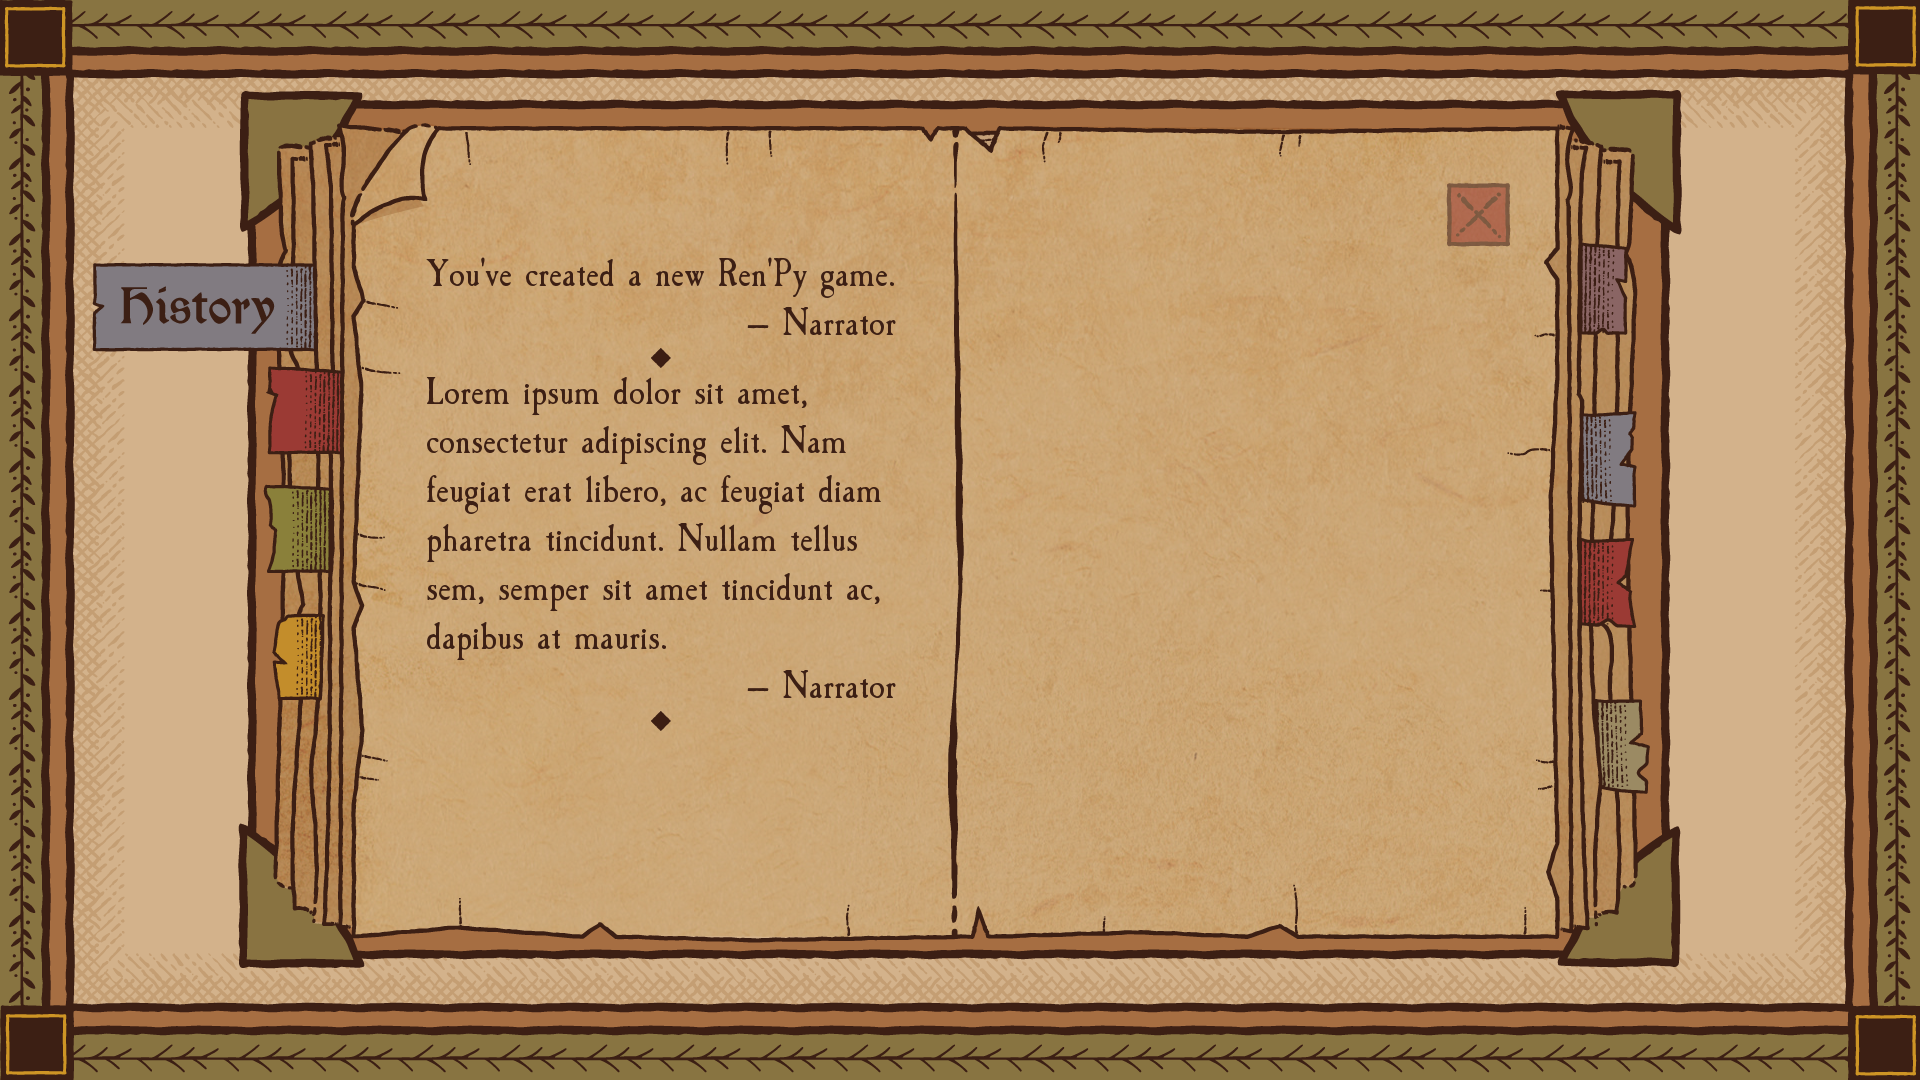 History
You've created a new Ren'Py game.
– Narrator
Lorem ipsum dolor sit amet,
consectetur adipiscing elit. Nam
feugiat erat libero, ac feugiat diam
pharetra tincidunt. Nullam tellus
sem, semper sit amet tincidunt ac,
dapibus at mauris.
– Narrator